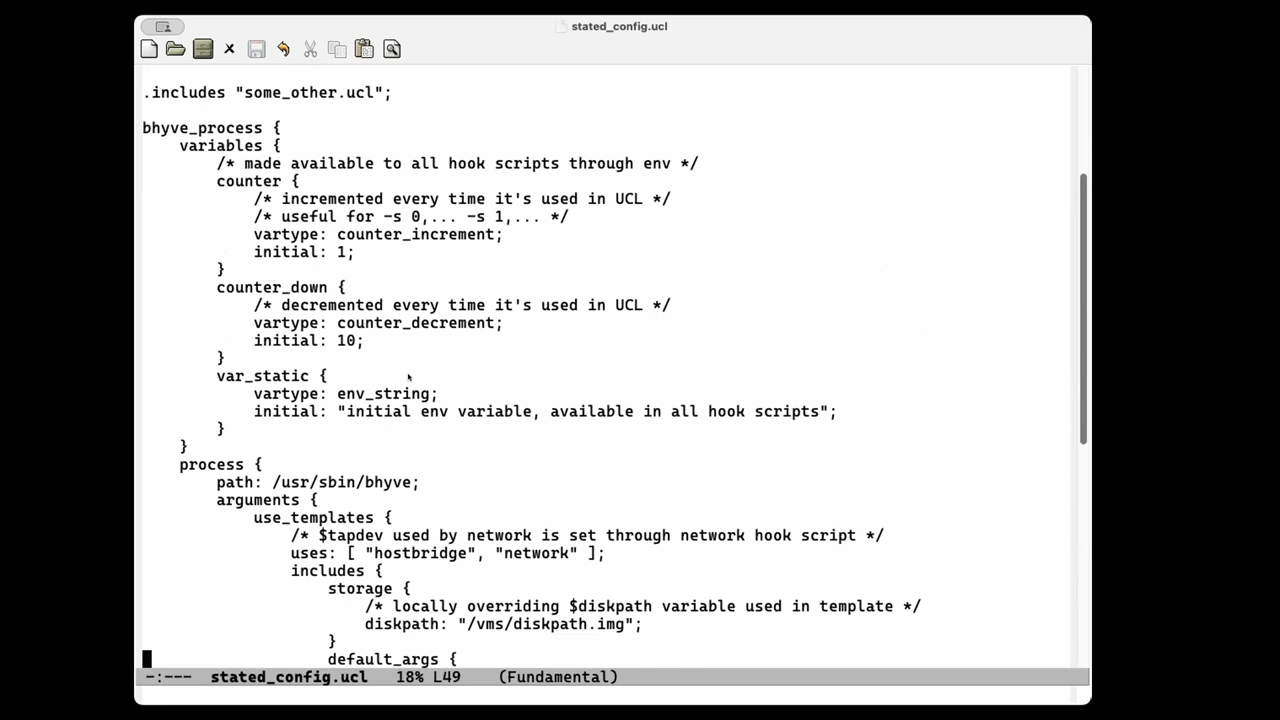 stated_config.ucl
.includes "some_other.ucl";
bhyve_process {
    variables {
        /* made available to all hook scripts through env */
        counter {
            /* incremented every time it's used in UCL */
            /* useful for -s 0,... -s 1,... */
            vartype: counter_increment;
            initial: 1;
        }
        counter_down {
            /* decremented every time it's used in UCL */
            vartype: counter_decrement;
            initial: 10;
        }
        var_static {
            vartype: env_string;
            initial: "initial env variable, available in all hook scripts";
        }
    }
    process {
        path: /usr/sbin/bhyve;
        arguments {
            use_templates {
                /* $tapdev used by network is set through network hook script */
                uses: [ "hostbridge", "network" ];
                includes {
                    storage {
                        /* locally overriding $diskpath variable used in template */
                        diskpath: "/vms/diskpath.img";
                    }
                    default_args {
-:---  stated_config.ucl   18% L49    (Fundamental)